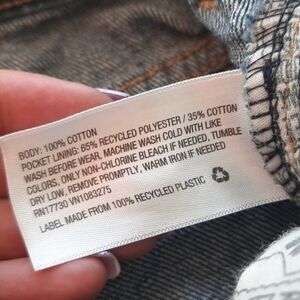 BODY: 100% COTTON
POCKET LINING: 65% RECYCLED POLYESTER / 35% COTTON
WASH BEFORE WEAR. MACHINE WASH COLD WITH LIKE
COLORS, ONLY NON-CHLORINE BLEACH IF NEEDED, TUMBLE
DRY LOW, REMOVE PROMPTLY, WARM IRON IF NEEDED
RN17730 VN1083275
LABEL MADE FROM 100% RECYCLED PLASTIC